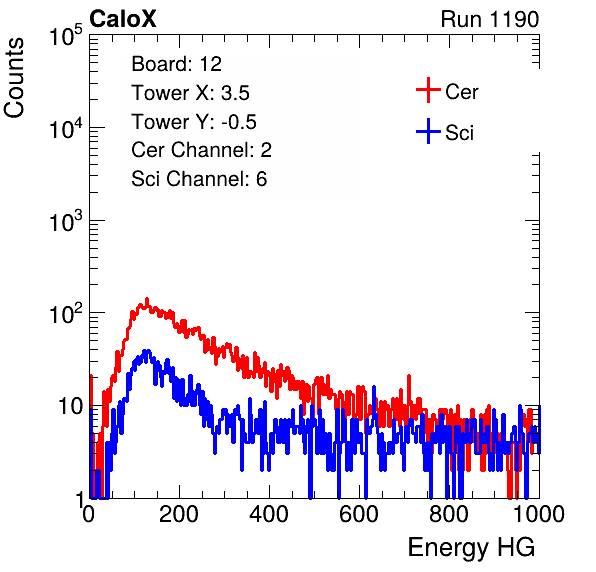 CaloX Run 1190
Counts
10^5
10^4
10^3
10^2
10
1
Board: 12
Tower X: 3.5
Tower Y: -0.5
Cer Channel: 2
Sci Channel: 6
Cer
Sci
0 200 400 600 800 1000
Energy HG